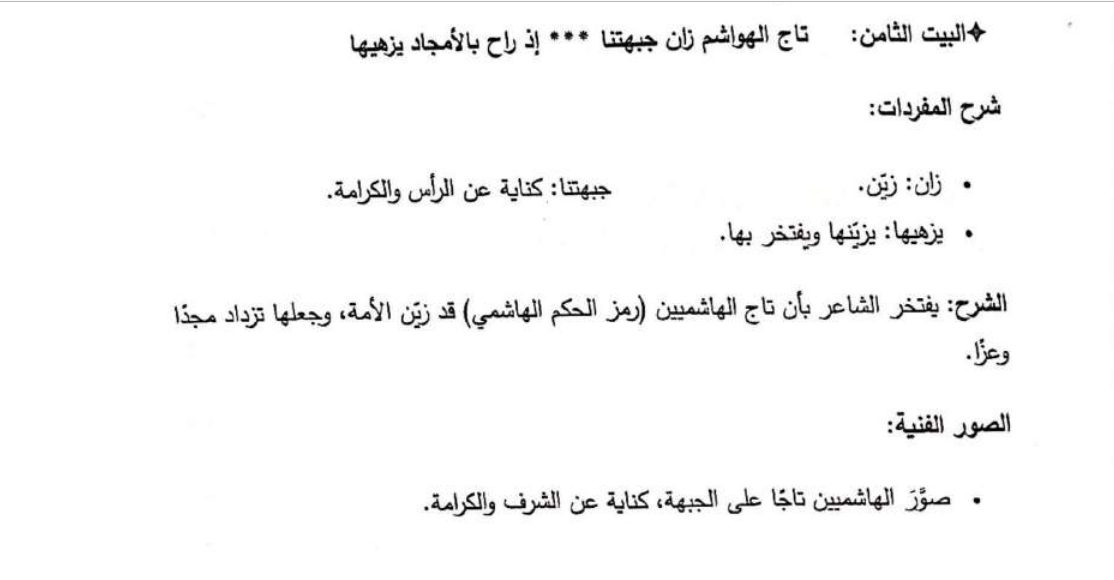 ✧البيت الثامن: تاج الهواشم زان جبهتنا *** إذ راح بالأمجاد يزهيها
شرح المفردات:
• زان: زيّن. جبهتنا: كناية عن الرأس والكرامة.
• يزهيها: يزيّنها ويفتخر بها.
الشرح: يفتخر الشاعر بأن تاج الهاشميين (رمز الحكم الهاشمي) قد زيّن الأمة، وجعلها تزداد مجدًا
وعزًا.
الصور الفنية:
• صوَّرَ الهاشميين تاجًا على الجبهة، كناية عن الشرف والكرامة.